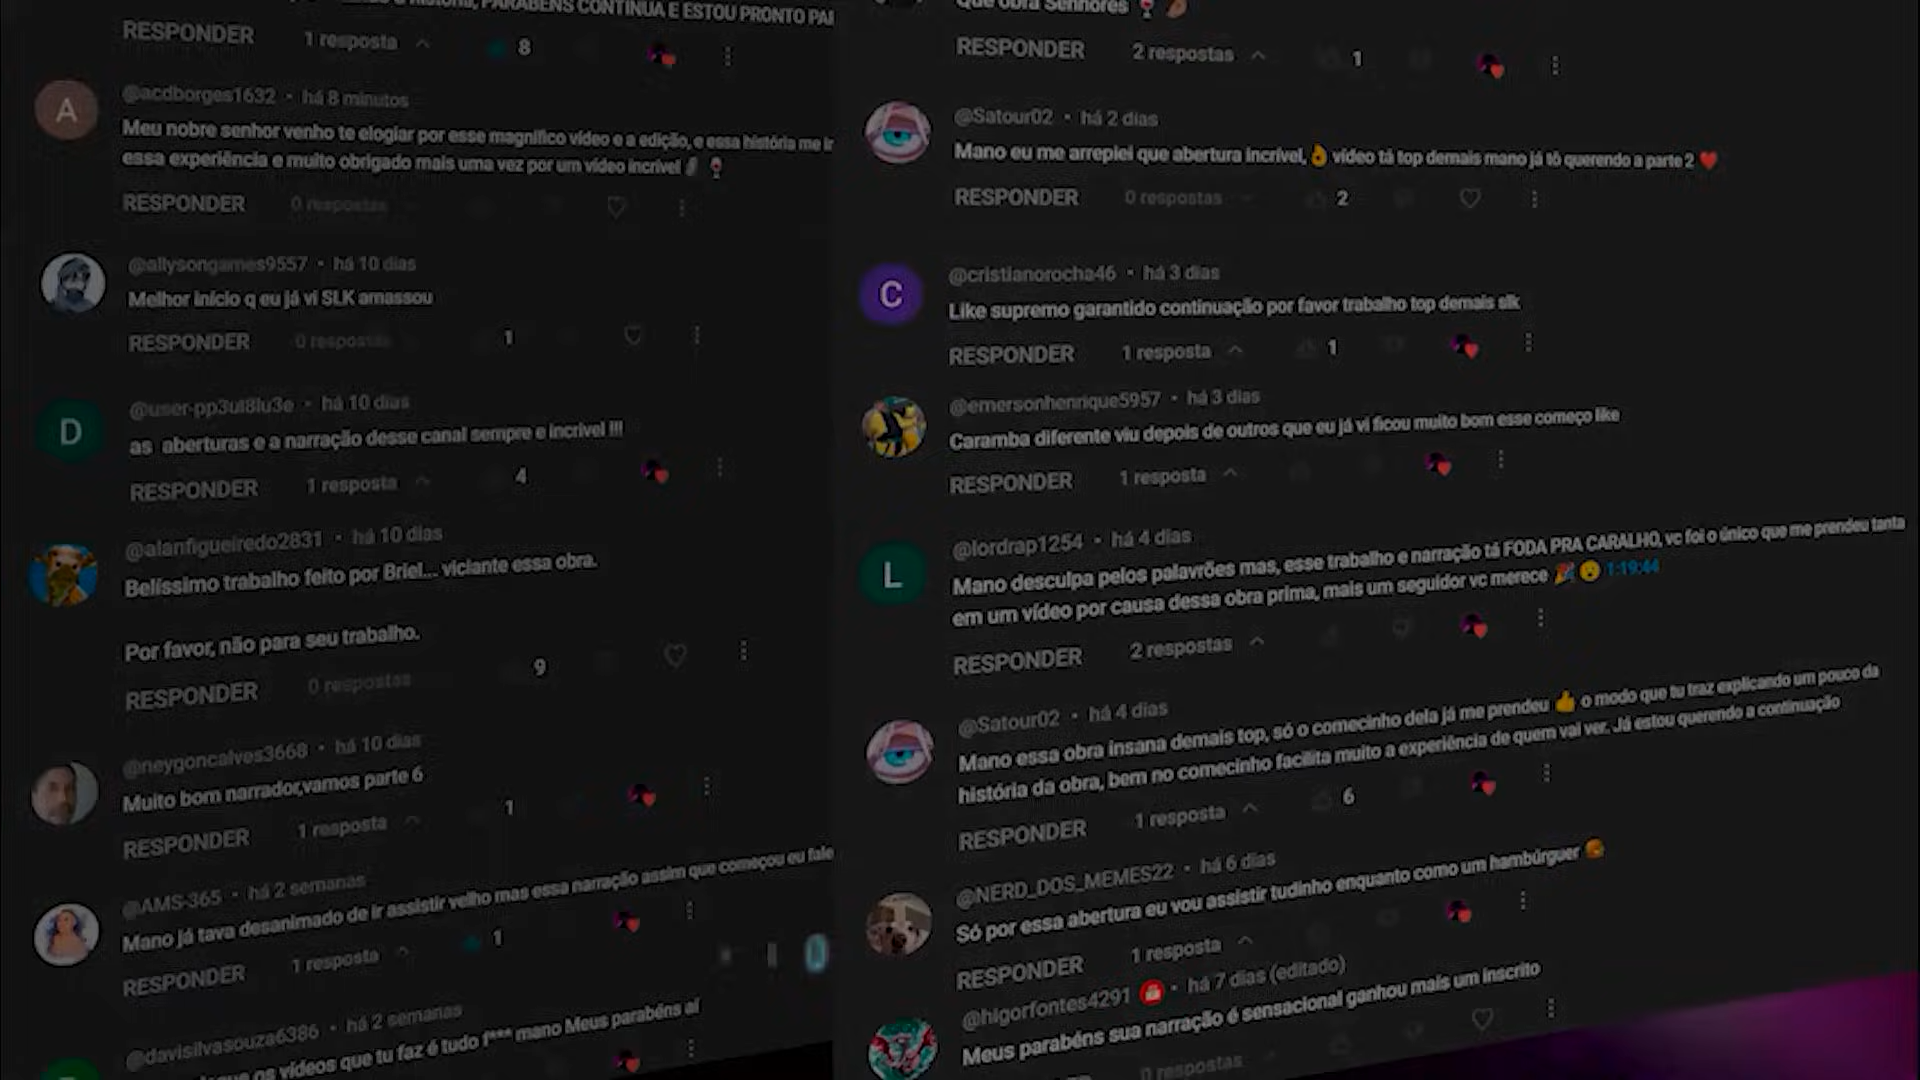 PARABÉNS CONTINUA E ESTOU PRONTO
RESPONDER 1 resposta 8
A
@acdborges1632 • há 8 minutos
Meu nobre senhor venho te elogiar por esse magnífico vídeo e a edição, e essa história me
essa experiência e muito obrigado mais uma vez por um vídeo incrível
RESPONDER 0 respostas
@allysongames9557 • há 10 dias
Melhor início q eu já vi SLK amassou
RESPONDER 0 respostas 1
D
@user-pp3ut8lu3e • há 10 dias
as aberturas e a narração desse canal sempre e incrível !!!
RESPONDER 1 resposta 4
@alanfigueiredo2831 • há 10 dias
Belíssimo trabalho feito por Briel... viciante essa obra.
Por favor, não para seu trabalho.
RESPONDER 0 respostas 9
@neygoncalves3668 • há 10 dias
Muito bom narrador,vamos parte 6
RESPONDER 1 resposta 1
@AMS-365 • há 2 semanas
Mano já tava desanimado de ir assistir velho mas essa narração assim que começou eu
RESPONDER 1 resposta 1
@davisilvasouza6386 • há 2 semanas
os vídeos que tu faz é tudo f*** mano Meus parabéns aí
Que obra Senhores 🍷
RESPONDER 2 respostas 1
@Satour02 • há 2 dias
Mano eu me arrepiei que abertura incrível, 👌 vídeo tá top demais mano já tô querendo a parte 2 ❤️
RESPONDER 0 respostas 2
C
@cristianorocha46 • há 3 dias
Like supremo garantido continuação por favor trabalho top demais slk
RESPONDER 1 resposta 1
@emersonhenrique5957 • há 3 dias
Caramba diferente viu depois de outros que eu já vi ficou muito bom esse começo like
RESPONDER 1 resposta
L
@lordrap1254 • há 4 dias
Mano desculpa pelos palavrões mas, esse trabalho e narração tá FODA PRA CARALHO, vc foi o único que me prendeu tanta
em um vídeo por causa dessa obra prima, mais um seguidor vc merece 🎉 😮 1:19:44
RESPONDER 2 respostas
@Satour02 • há 4 dias
Mano essa obra insana demais top, só o comecinho dela já me prendeu 👍 o modo que tu traz explicando um pouco da
história da obra, bem no comecinho facilita muito a experiência de quem vai ver. Já estou querendo a continuação
RESPONDER 1 resposta 6
@NERD_DOS_MEMES22 • há 6 dias
Só por essa abertura eu vou assistir tudinho enquanto como um hambúrguer 🍔
RESPONDER 1 resposta
@higorfontes4291 • há 7 dias (editado)
Meus parabéns sua narração é sensacional ganhou mais um inscrito
0 respostas